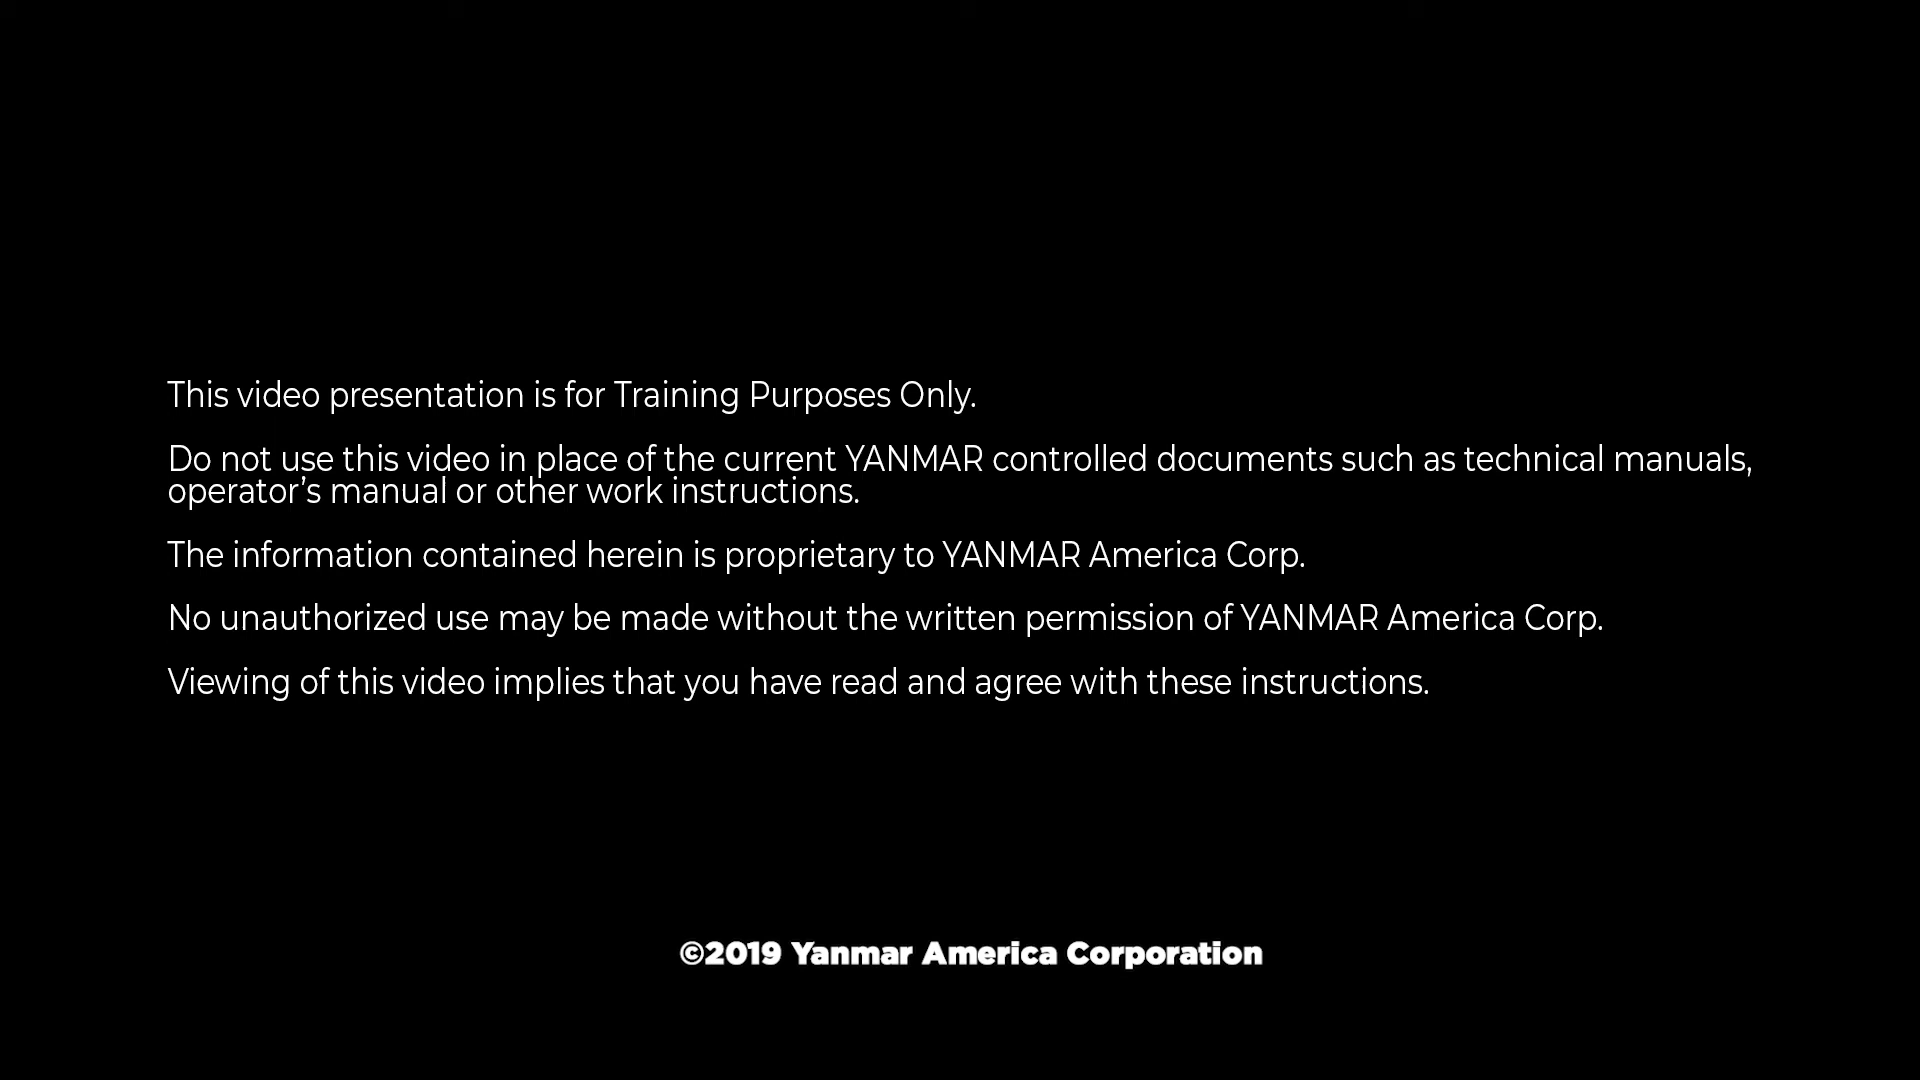 This video presentation is for Training Purposes Only.
Do not use this video in place of the current YANMAR controlled documents such as technical manuals,
operator’s manual or other work instructions.
The information contained herein is proprietary to YANMAR America Corp.
No unauthorized use may be made without the written permission of YANMAR America Corp.
Viewing of this video implies that you have read and agree with these instructions.
©2019 Yanmar America Corporation